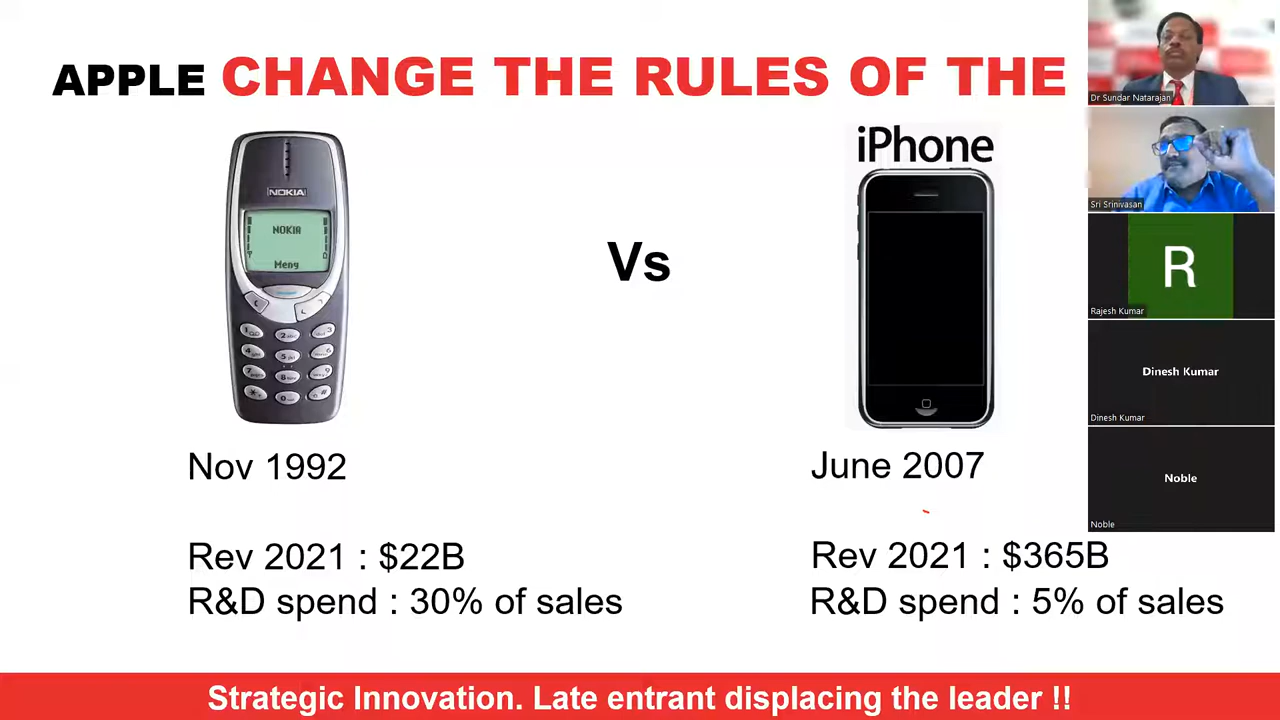 APPLE CHANGE THE RULES OF THE
iPhone
NOKIA
NOKIA
Menu
Vs
Nov 1992
June 2007
Rev 2021 : $22B
R&D spend : 30% of sales
Rev 2021 : $365B
R&D spend : 5% of sales
Strategic Innovation. Late entrant displacing the leader !!
Dr Sundar Natarajan
Sri Srinivasan
R
Rajesh Kumar
Dinesh Kumar
Dinesh Kumar
Noble
Noble